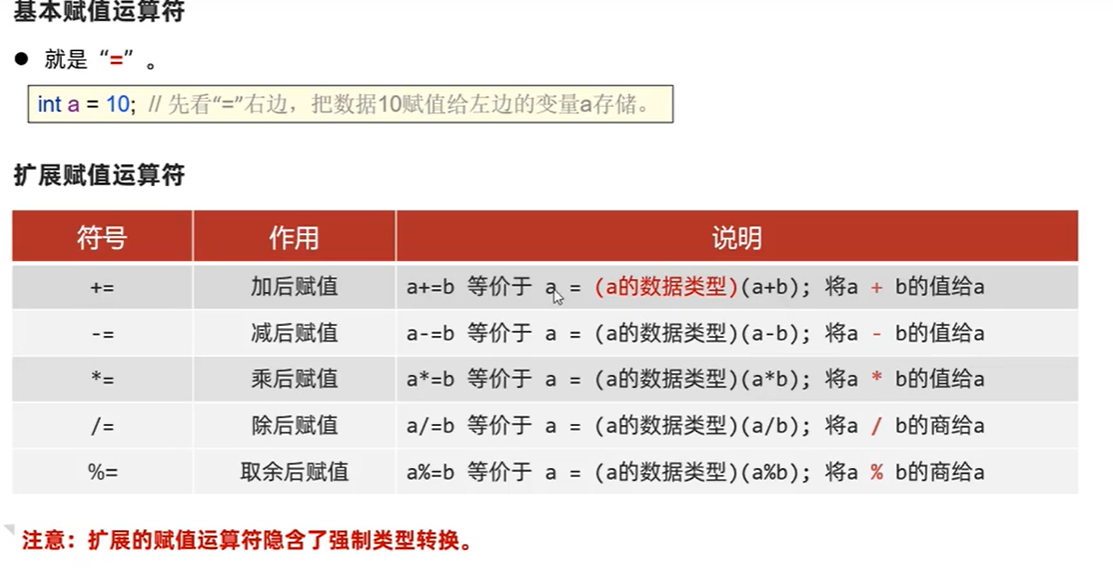 基本赋值运算符
● 就是“=”。
int a = 10; // 先看“=”右边，把数据10赋值给左边的变量a存储。
扩展赋值运算符
符号 作用 说明
+= 加后赋值 a+=b 等价于 a = (a的数据类型)(a+b); 将a + b的值给a
-= 减后赋值 a-=b 等价于 a = (a的数据类型)(a-b); 将a - b的值给a
*= 乘后赋值 a*=b 等价于 a = (a的数据类型)(a*b); 将a * b的值给a
/= 除后赋值 a/=b 等价于 a = (a的数据类型)(a/b); 将a / b的商给a
%= 取余后赋值 a%=b 等价于 a = (a的数据类型)(a%b); 将a % b的商给a
注意：扩展的赋值运算符隐含了强制类型转换。